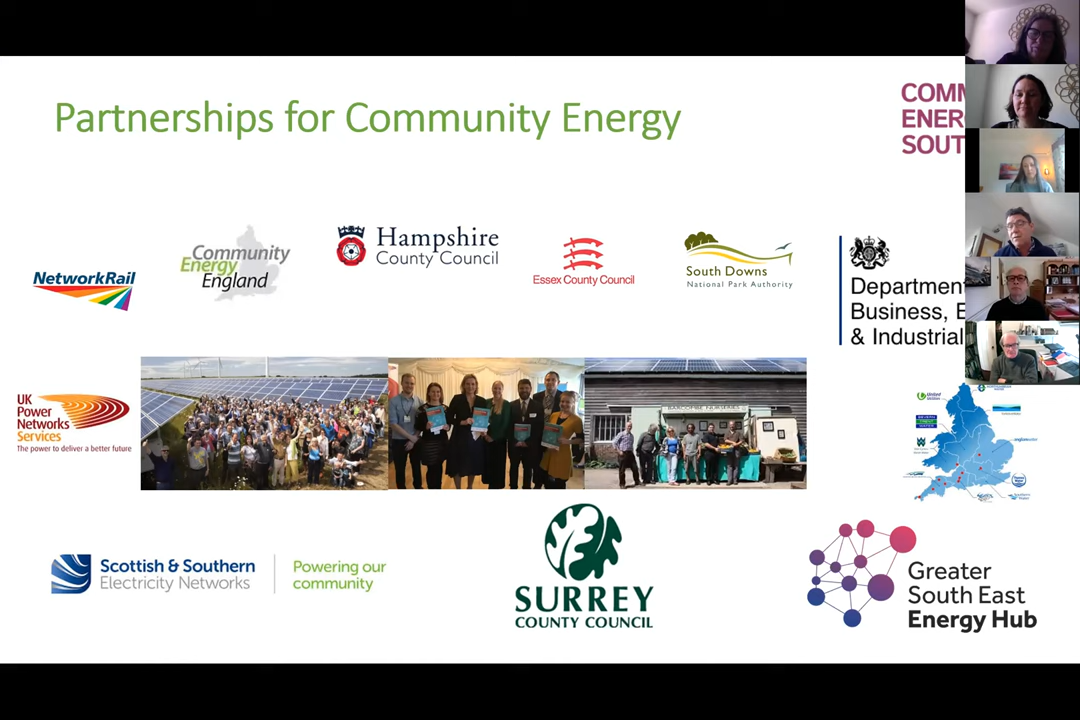 Partnerships for Community Energy
COMM
ENER
SOUT
NetworkRail
Community
Energy
England
Hampshire
County Council
Essex County Council
South Downs
National Park Authority
Department
Business, E
& Industrial
UK
Power
Networks
Services
The power to deliver a better future
BARCOMBE NURSERIES
Scottish & Southern
Electricity Networks
Powering our
community
SURREY
COUNTY COUNCIL
Greater
South East
Energy Hub